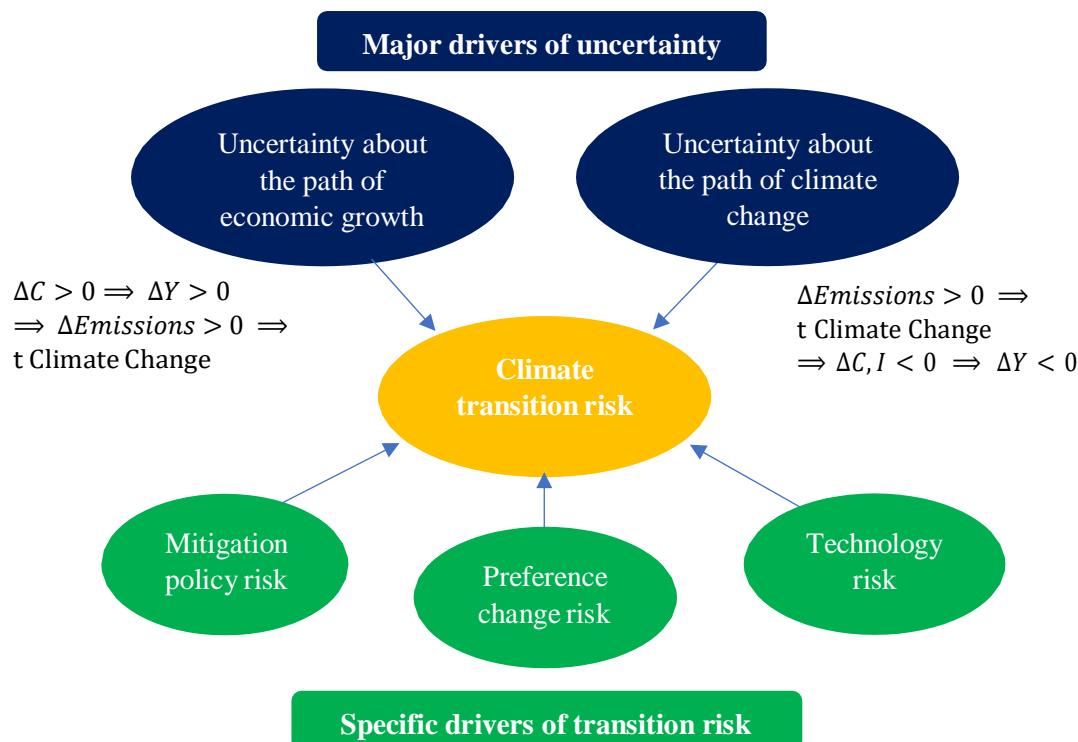 Major drivers of uncertainty
Uncertainty about
the path of
economic growth
Uncertainty about
the path of climate
change
ΔC > 0 ⟹ ΔY > 0
⟹ ΔEmissions > 0 ⟹
t Climate Change
ΔEmissions > 0 ⟹
t Climate Change
⟹ ΔC, I < 0 ⟹ ΔY < 0
Climate
transition risk
Mitigation
policy risk
Preference
change risk
Technology
risk
Specific drivers of transition risk